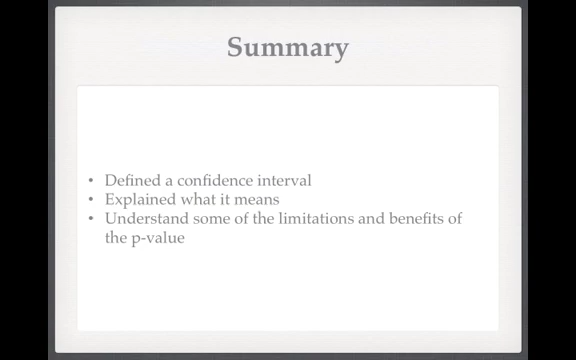 Summary
• Defined a confidence interval
• Explained what it means
• Understand some of the limitations and benefits of
the p-value